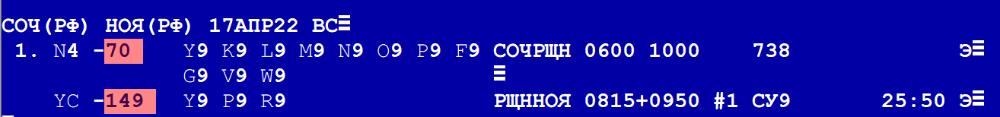 СОЧ(РФ) НОЯ(РФ) 17АПР22 ВС
1. N4 -70 Y9 K9 L9 M9 N9 O9 P9 F9 СОЧРЩН 0600 1000 738 Э
G9 V9 W9
YC -149 Y9 P9 R9 РЩННОЯ 0815+0950 #1 СУ9 25:50 Э